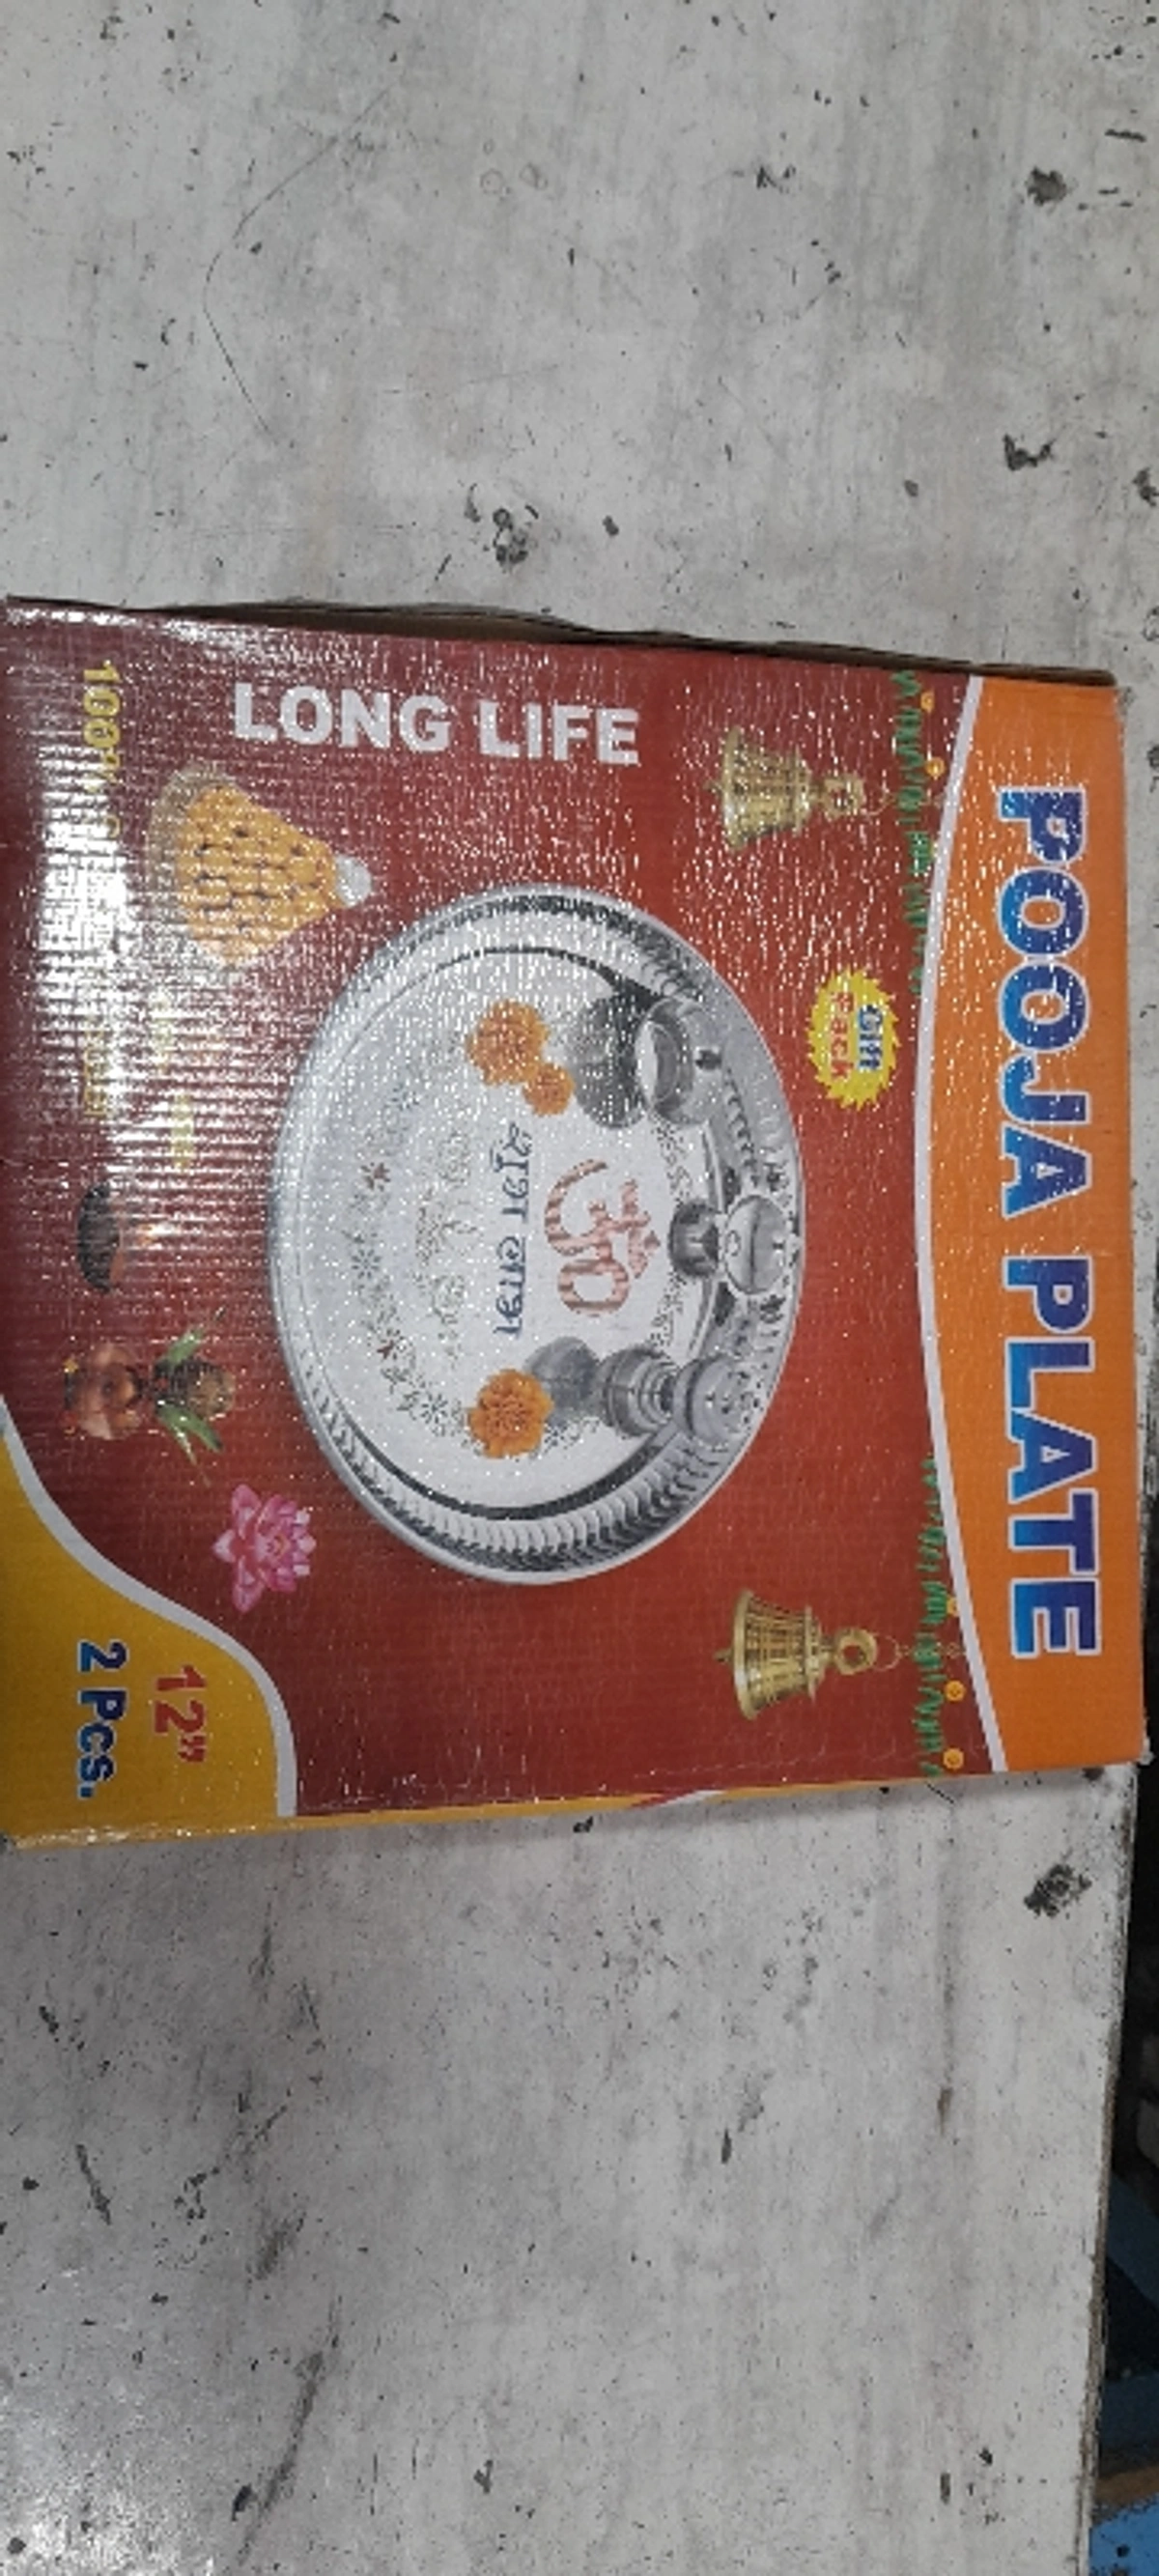 POOJA PLATE
Gift
Pack
LONG LIFE
ॐ
शुभ लाभ
12”
2 Pcs.